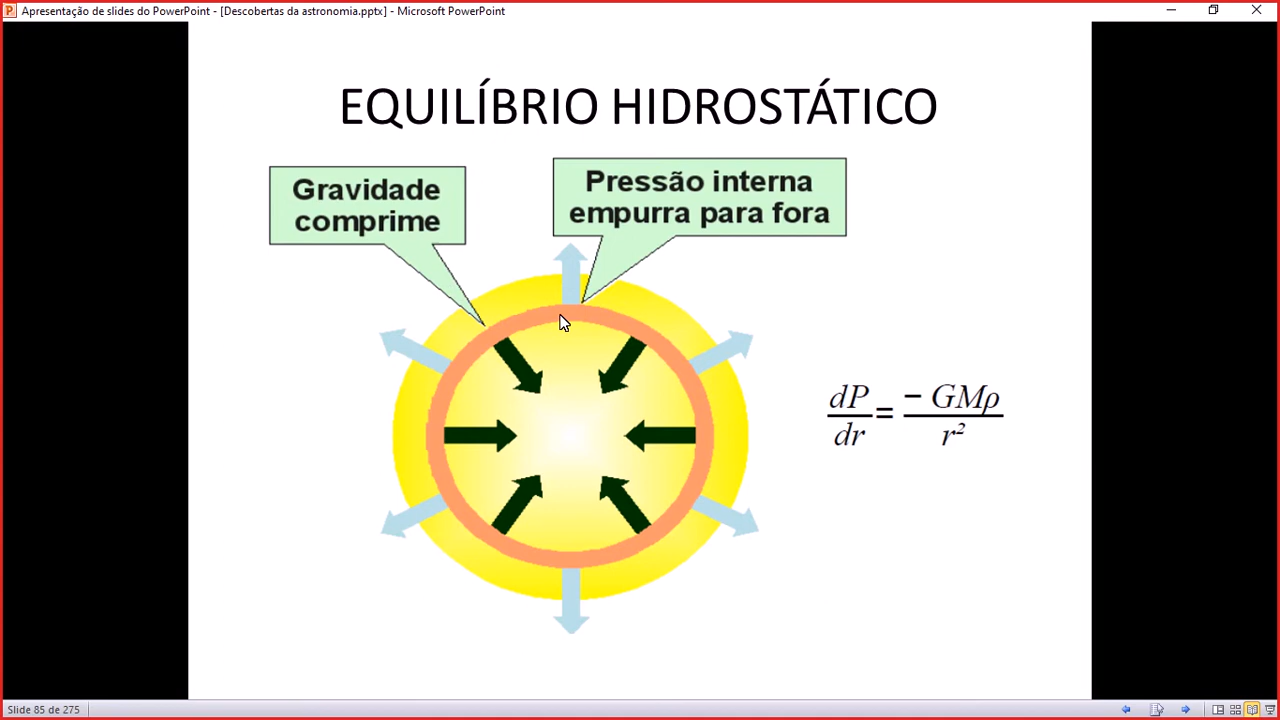 Apresentação de slides do PowerPoint - [Descobertas da astronomia.pptx] - Microsoft PowerPoint
EQUILÍBRIO HIDROSTÁTICO
Gravidade
comprime
Pressão interna
empurra para fora
dP/dr = − GMρ/r²
Slide 85 de 275